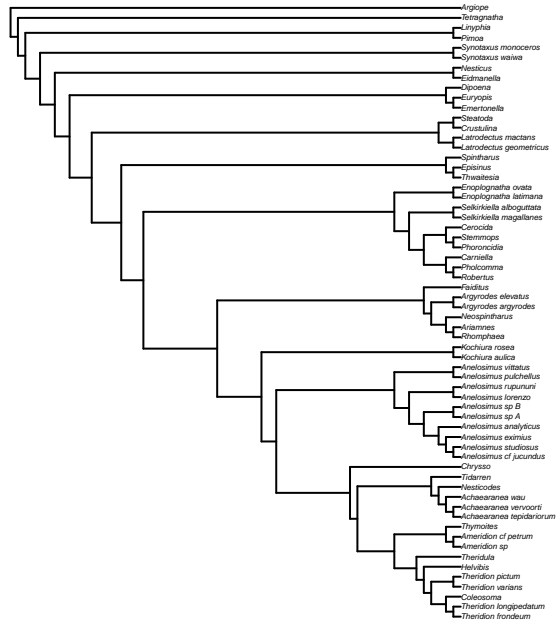 Argiope
Tetragnatha
Linyphia
Pimoa
Synotaxus monoceros
Synotaxus waiwa
Nesticus
Eidmanella
Dipoena
Euryopis
Emertonella
Steatoda
Crustulina
Latrodectus mactans
Latrodectus geometricus
Spintharus
Episinus
Thwaitesia
Enoplognatha ovata
Enoplognatha latimana
Selkirkiella alboguttata
Selkirkiella magallanes
Cerocida
Stemmops
Phoroncidia
Carniella
Pholcomma
Robertus
Faiditus
Argyrodes elevatus
Argyrodes argyrodes
Neospintharus
Ariamnes
Rhomphaea
Kochiura rosea
Kochiura aulica
Anelosimus vittatus
Anelosimus pulchellus
Anelosimus rupununi
Anelosimus lorenzo
Anelosimus sp B
Anelosimus sp A
Anelosimus analyticus
Anelosimus eximius
Anelosimus studiosus
Anelosimus cf jucundus
Chrysso
Tidarren
Nesticodes
Achaearanea wau
Achaearanea vervoorti
Achaearanea tepidariorum
Thymoites
Ameridion cf petrum
Ameridion sp
Theridula
Helvibis
Theridion pictum
Theridion varians
Coleosoma
Theridion longipedatum
Theridion frondeum